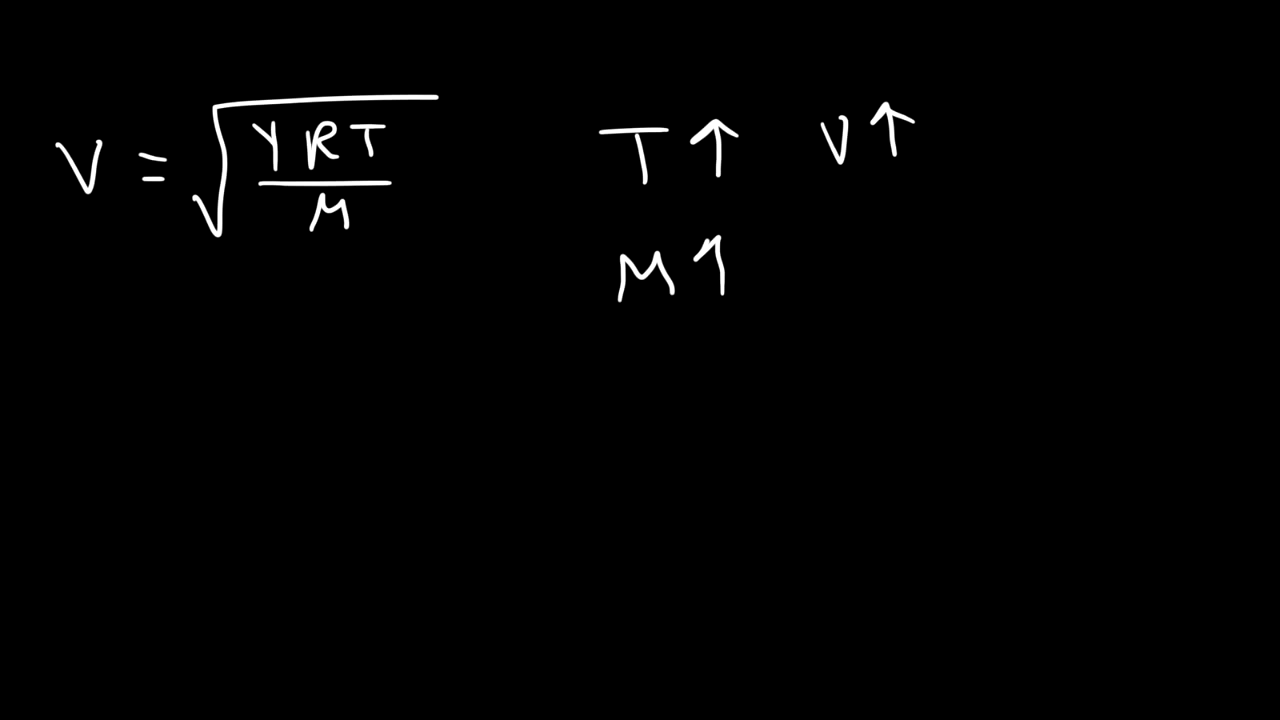 V = √(γRT/M) T↑ V↑
M↑